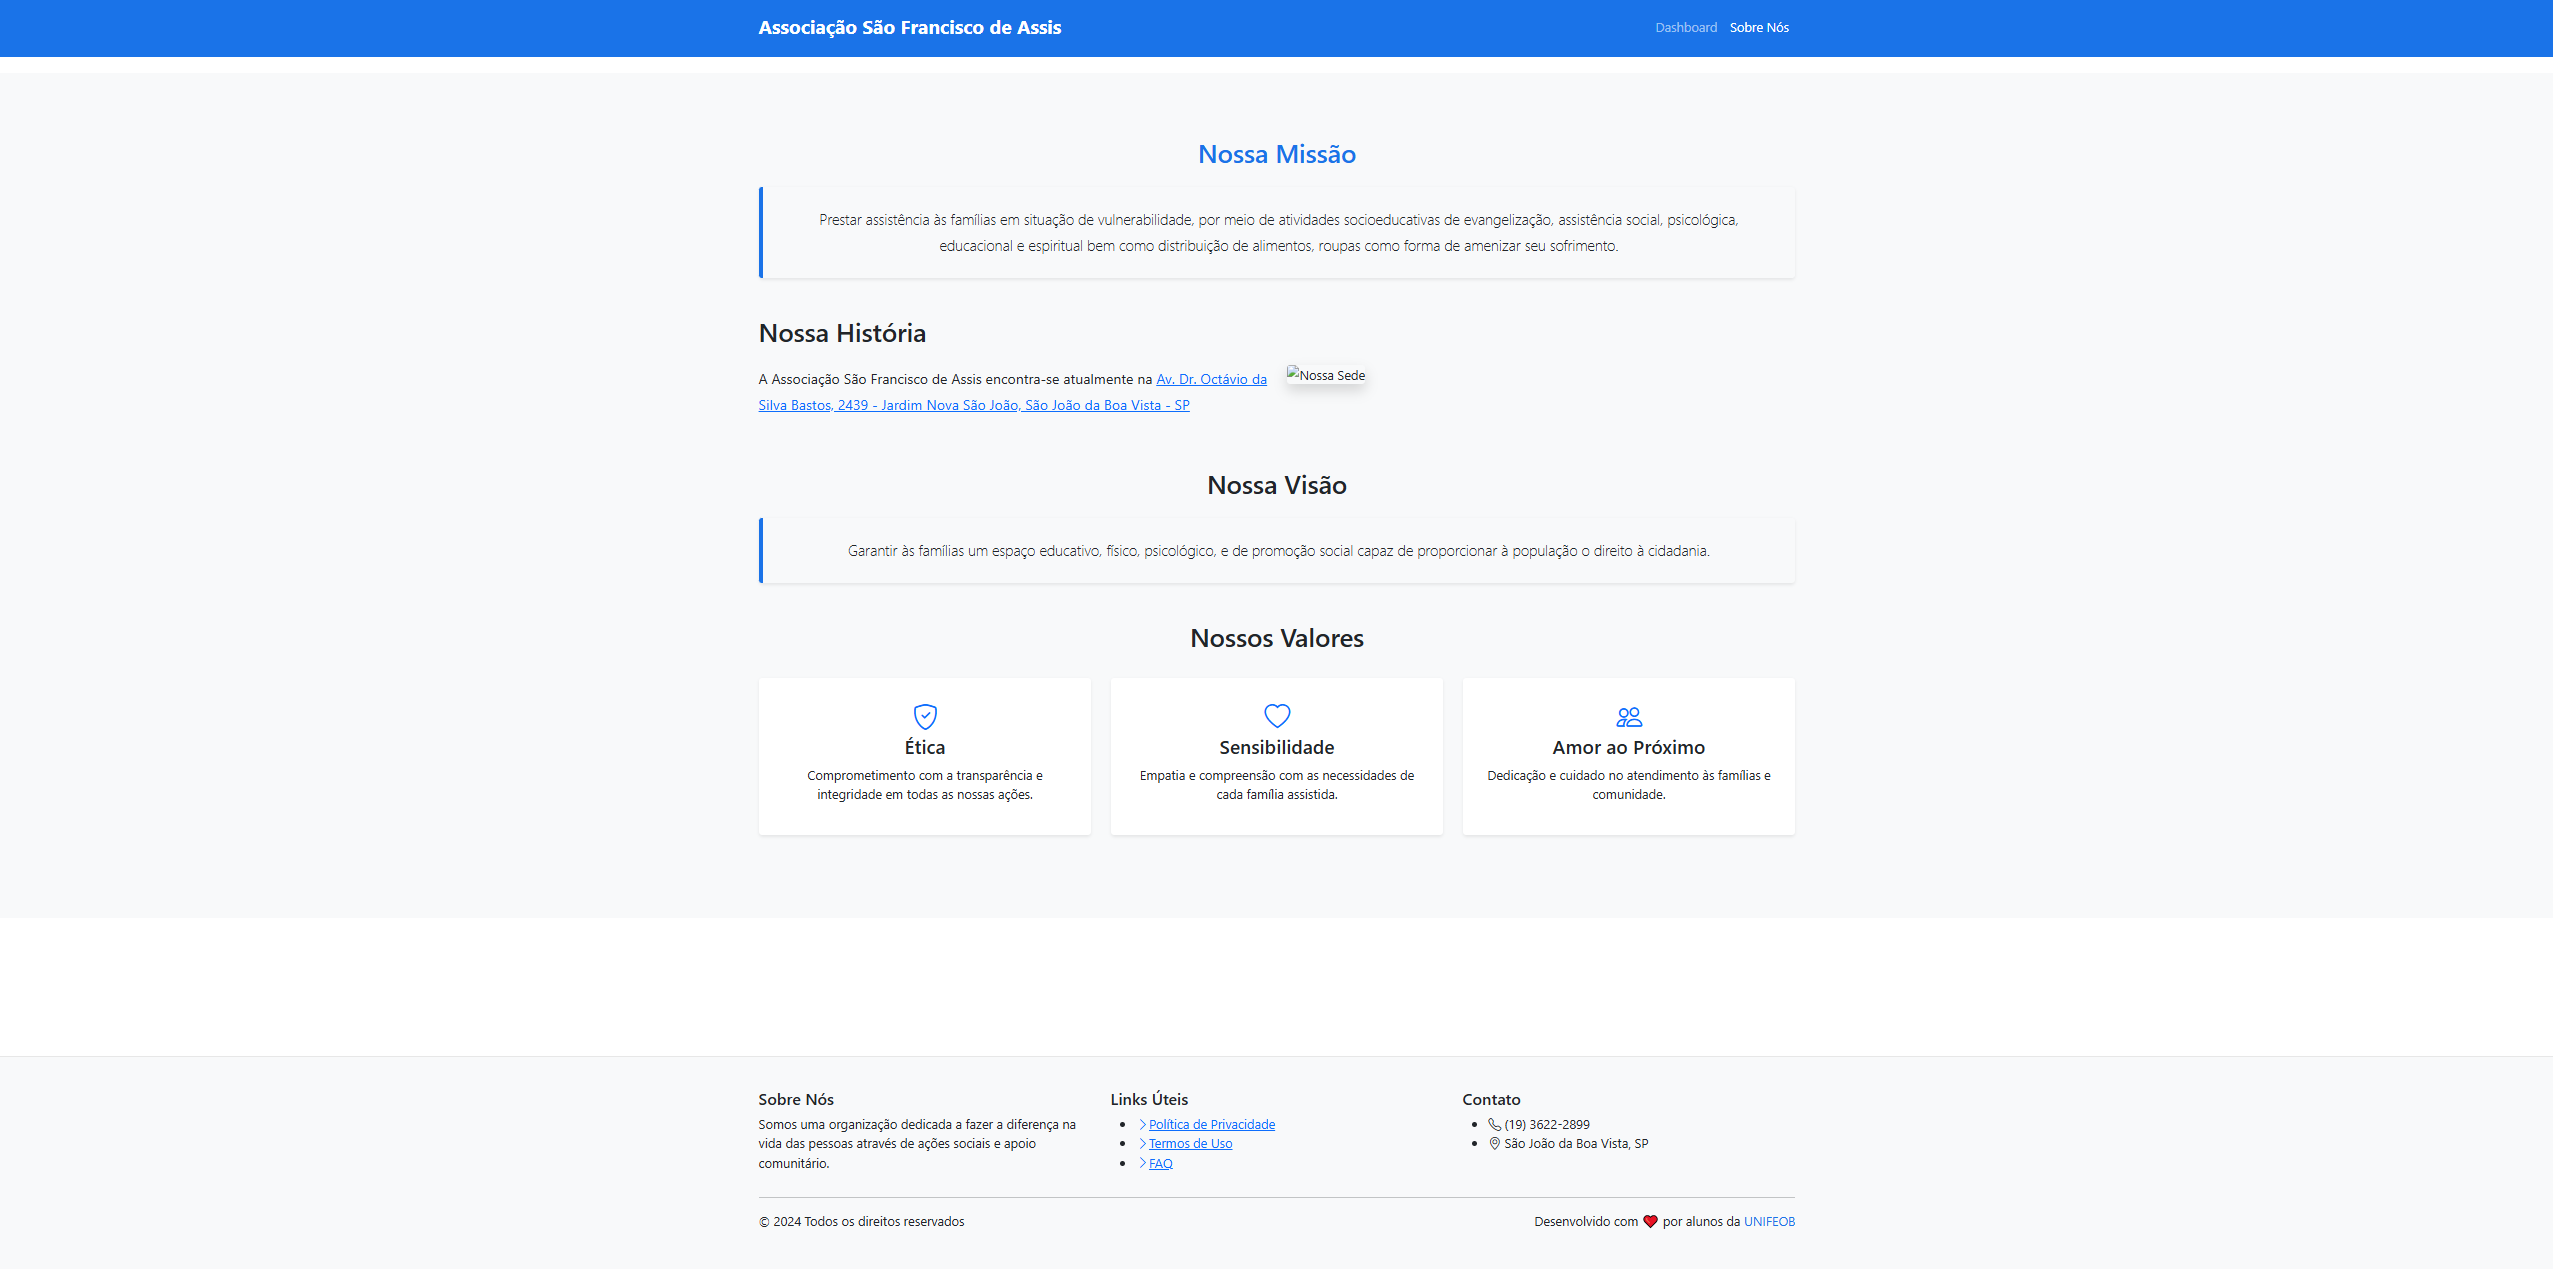 Associação São Francisco de Assis
Dashboard Sobre Nós
Nossa Missão
Prestar assistência às famílias em situação de vulnerabilidade, por meio de atividades socioeducativas de evangelização, assistência social, psicológica,
educacional e espiritual bem como distribuição de alimentos, roupas como forma de amenizar seu sofrimento.
Nossa História
A Associação São Francisco de Assis encontra-se atualmente na Av. Dr. Octávio da
Silva Bastos, 2439 - Jardim Nova São João, São João da Boa Vista - SP
Nossa Sede
Nossa Visão
Garantir às famílias um espaço educativo, físico, psicológico, e de promoção social capaz de proporcionar à população o direito à cidadania.
Nossos Valores
Ética
Comprometimento com a transparência e
integridade em todas as nossas ações.
Sensibilidade
Empatia e compreensão com as necessidades de
cada família assistida.
Amor ao Próximo
Dedicação e cuidado no atendimento às famílias e
comunidade.
Sobre Nós
Somos uma organização dedicada a fazer a diferença na
vida das pessoas através de ações sociais e apoio
comunitário.
Links Úteis
Política de Privacidade
Termos de Uso
FAQ
Contato
(19) 3622-2899
São João da Boa Vista, SP
© 2024 Todos os direitos reservados
Desenvolvido com ❤ por alunos da UNIFEOB